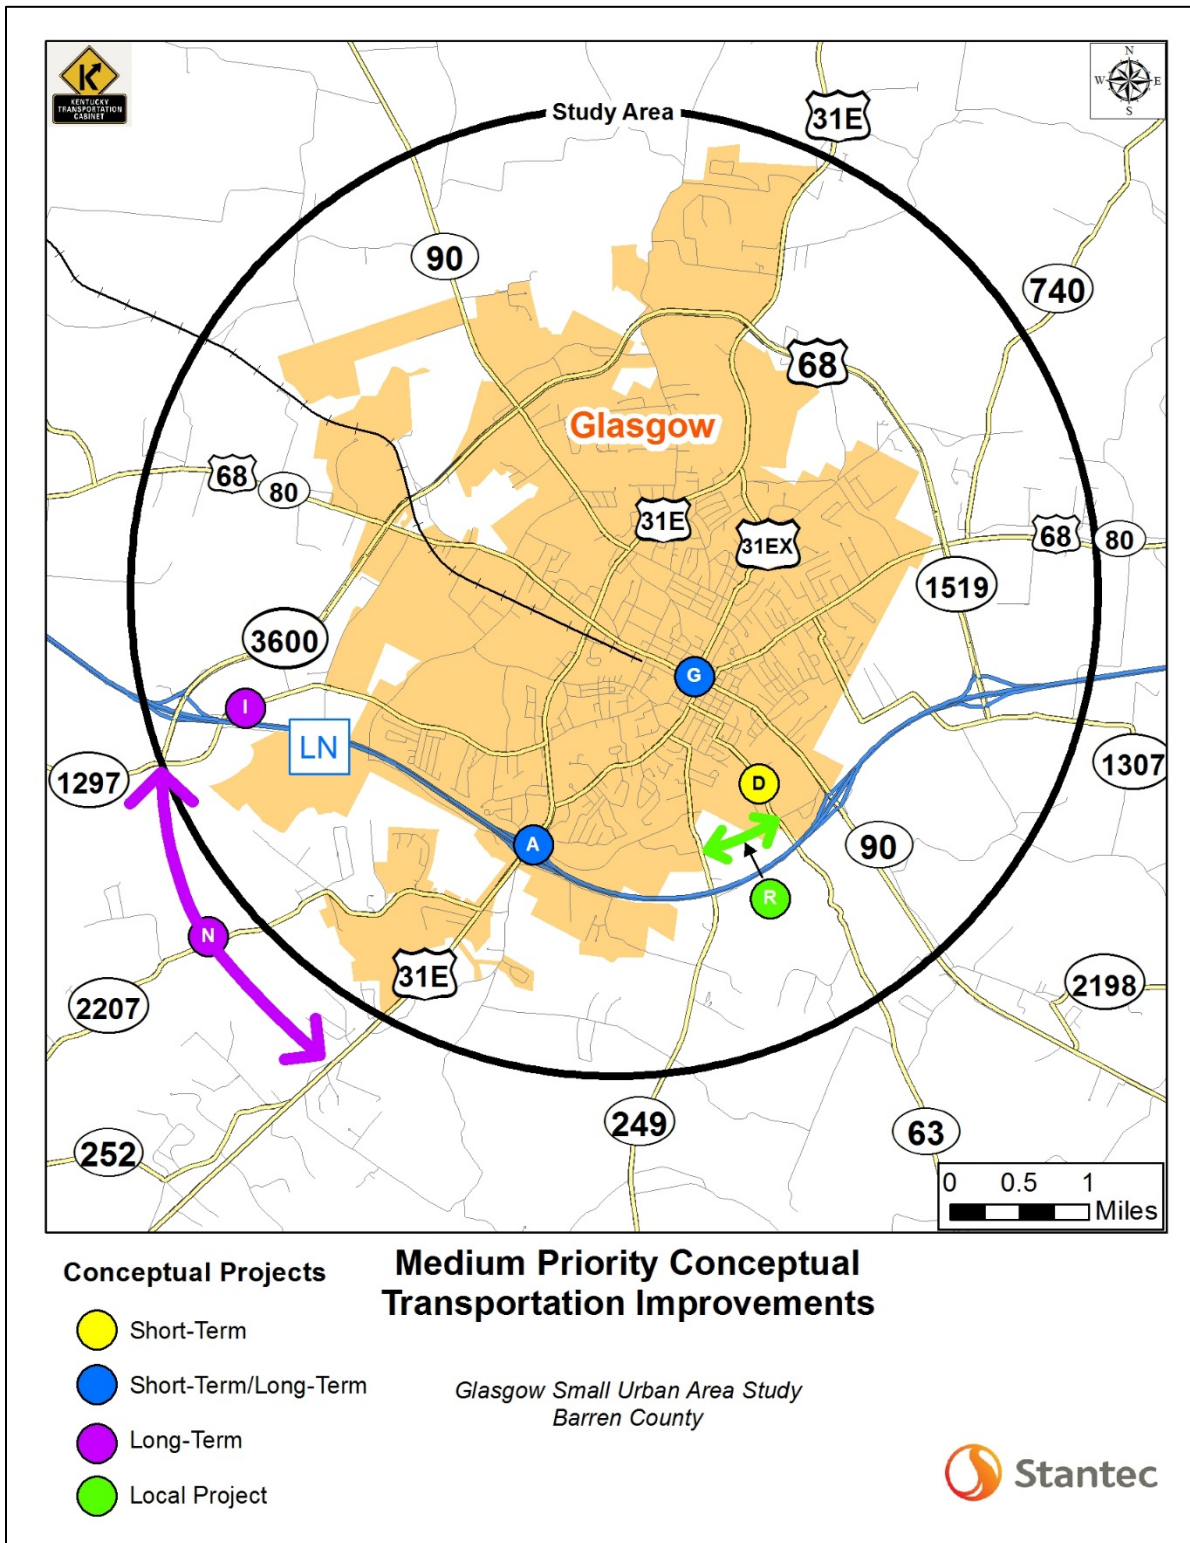 KENTUCKY
TRANSPORTATION
CABINET
N
W E
S
Study Area
31E
90
740
68
Glasgow
68
80
31E
31EX
68
80
1519
3600
G
I
LN
1297
1307
D
A
90
R
N
31E
2207
2198
249
63
252
0 0.5 1
Miles
Conceptual Projects
Short-Term
Short-Term/Long-Term
Long-Term
Local Project
Medium Priority Conceptual
Transportation Improvements
Glasgow Small Urban Area Study
Barren County
Stantec